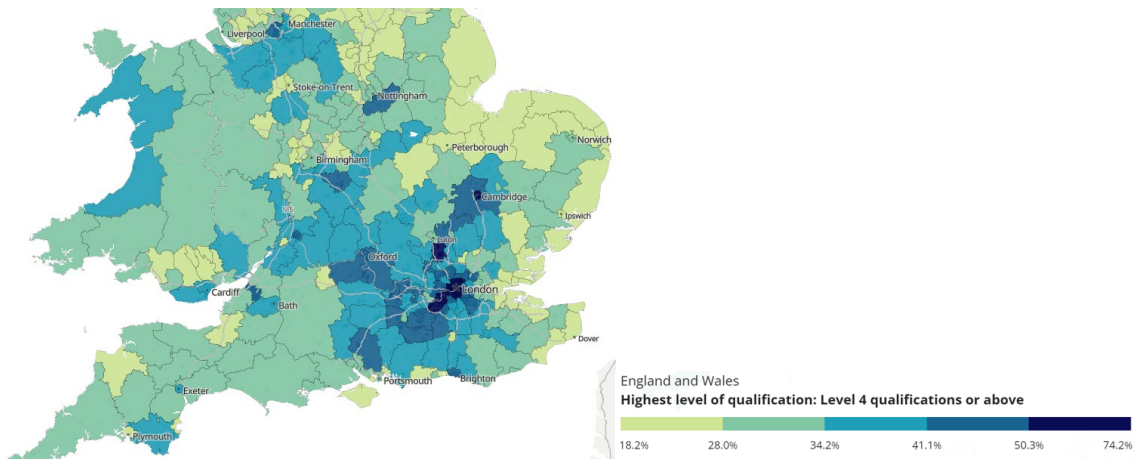 Manchester
Liverpool
Stoke-on-Trent
Nottingham
Norwich
Peterborough
Birmingham
Cambridge
Ipswich
M5
Luton
Oxford
London
Cardiff
Bath
Dover
Portsmouth
Brighton
Exeter
Plymouth
England and Wales
Highest level of qualification: Level 4 qualifications or above
18.2% 28.0% 34.2% 41.1% 50.3% 74.2%